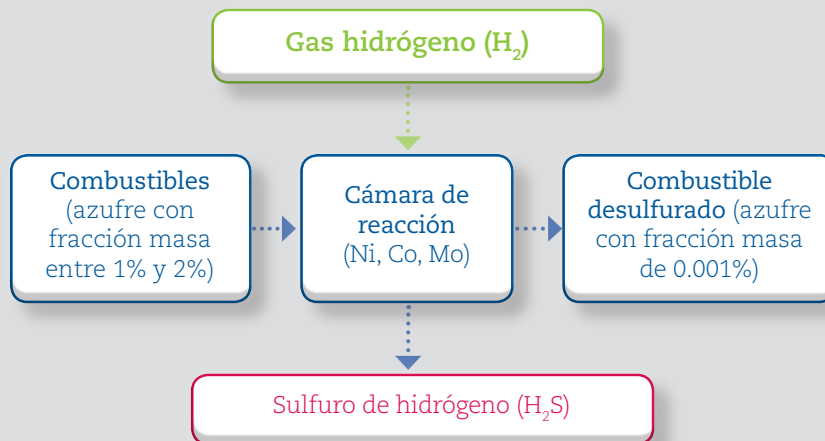 Gas hidrógeno (H₂)
Combustibles
(azufre con
fracción masa
entre 1% y 2%)
Cámara de
reacción
(Ni, Co, Mo)
Combustible
desulfurado (azufre
con fracción masa
de 0.001%)
Sulfuro de hidrógeno (H₂S)